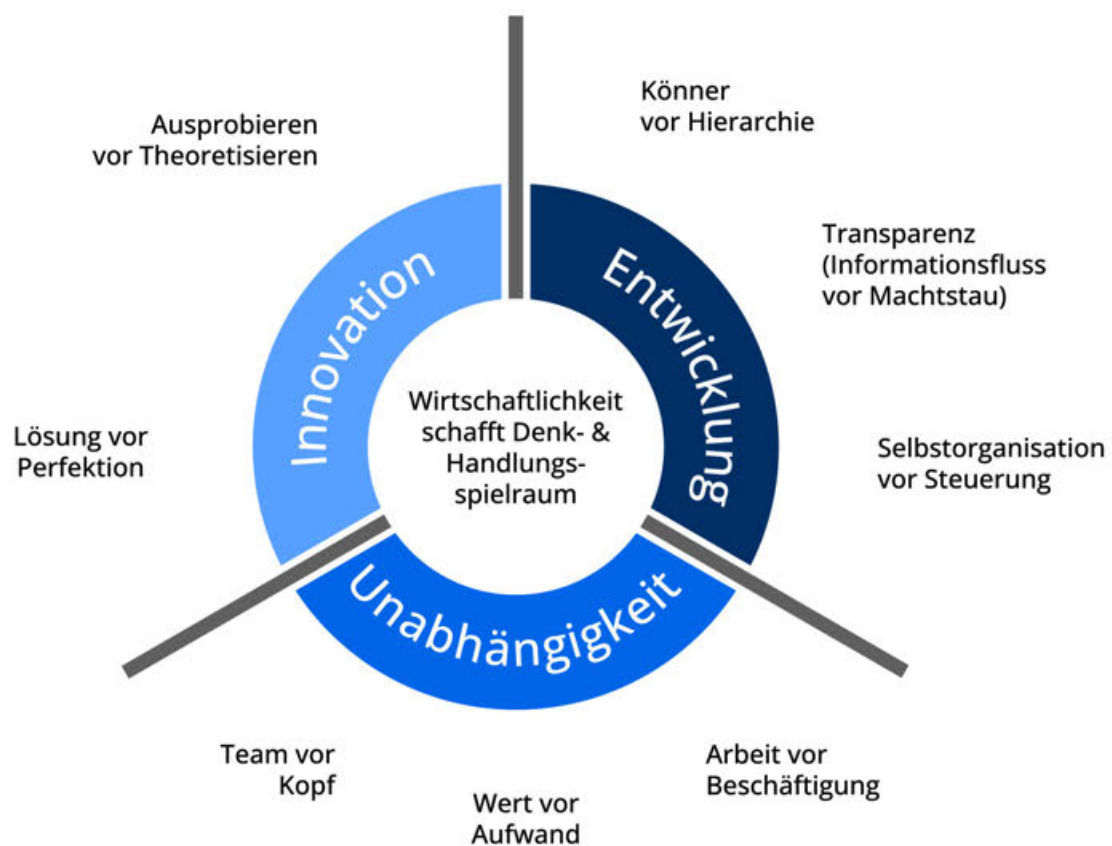 Ausprobieren
vor Theoretisieren
Könner
vor Hierarchie
Transparenz
(Informationsfluss
vor Machtstau)
Innovation
Entwicklung
Wirtschaftlichkeit
schafft Denk- &
Handlungs-
spielraum
Lösung vor
Perfektion
Selbstorganisation
vor Steuerung
Unabhängigkeit
Team vor
Kopf
Wert vor
Aufwand
Arbeit vor
Beschäftigung